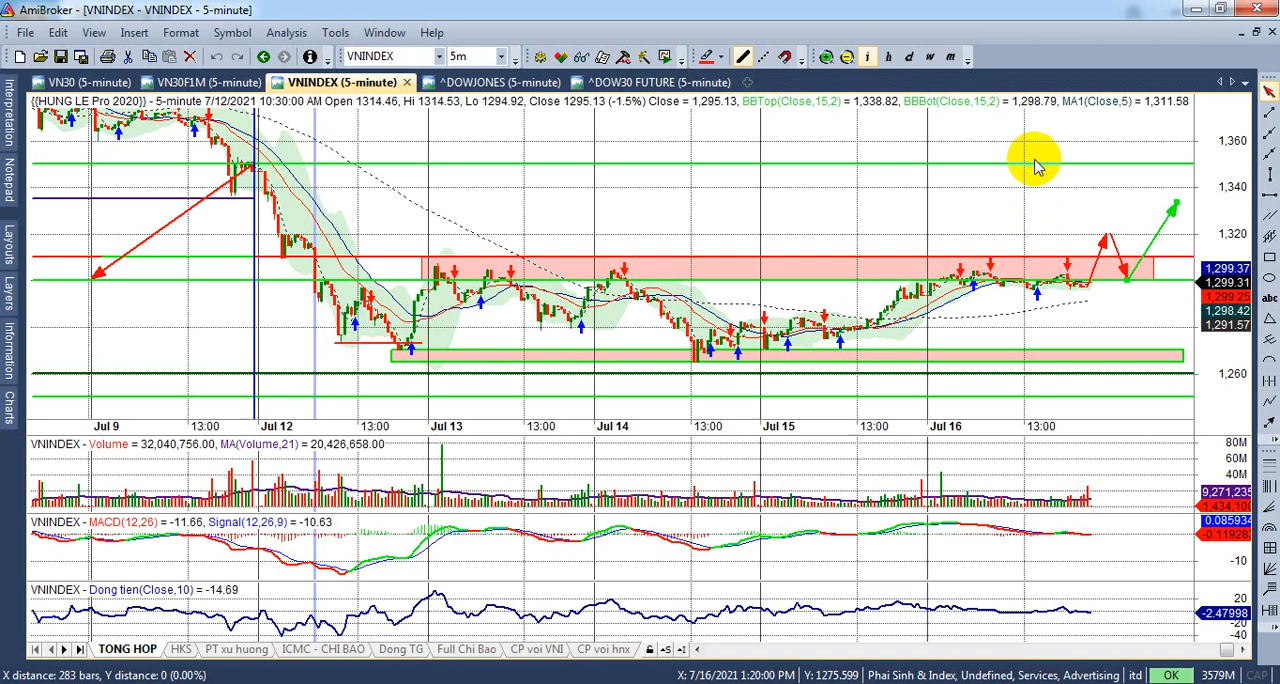 AmiBroker - [VNINDEX - VNINDEX - 5-minute]
File Edit View Insert Format Symbol Analysis Tools Window Help
VNINDEX 5m i h d w m
VN30 (5-minute) VN30F1M (5-minute) VNINDEX (5-minute) ^DOWJONES (5-minute) ^DOW30 FUTURE (5-minute)
{{HUNG LE Pro 2020}} - 5-minute 7/12/2021 10:30:00 AM Open 1314.46, Hi 1314.53, Lo 1294.92, Close 1295.13 (-1.5%) Close = 1,295.13, BBTop(Close,15,2) = 1,338.82, BBBot(Close,15,2) = 1,298.79, MA1(Close,5) = 1,311.58
Interpretation
Notepad
Layouts
Layers
Information
Charts
abc
1,360
1,340
1,320
1,299.37
1,299.31
1,299.25
1,298.42
1,291.57
1,260
Jul 9 13:00 Jul 12 13:00 Jul 13 13:00 Jul 14 13:00 Jul 15 13:00 Jul 16 13:00
VNINDEX - Volume = 32,040,756.00, MA(Volume,21) = 20,426,658.00
80M
60M
40M
9,271,235
1,434,100
VNINDEX - MACD(12,26) = -11.66, Signal(12,26,9) = -10.63
0.085934
-0.11928
-10
VNINDEX - Dong tien(Close,10) = -14.69
20
-2.47998
-20
-40
TONG HOP HKS PT xu huong ICMC - CHI BAO Dong TG Full Chi Bao CP voi VNI CP voi hnx
X distance: 283 bars, Y distance: 0 (0.00%) X: 7/16/2021 1:20:00 PM Y: 1275.599 Phai Sinh & Index, Undefined, Services, Advertising itd OK 3579M CAP